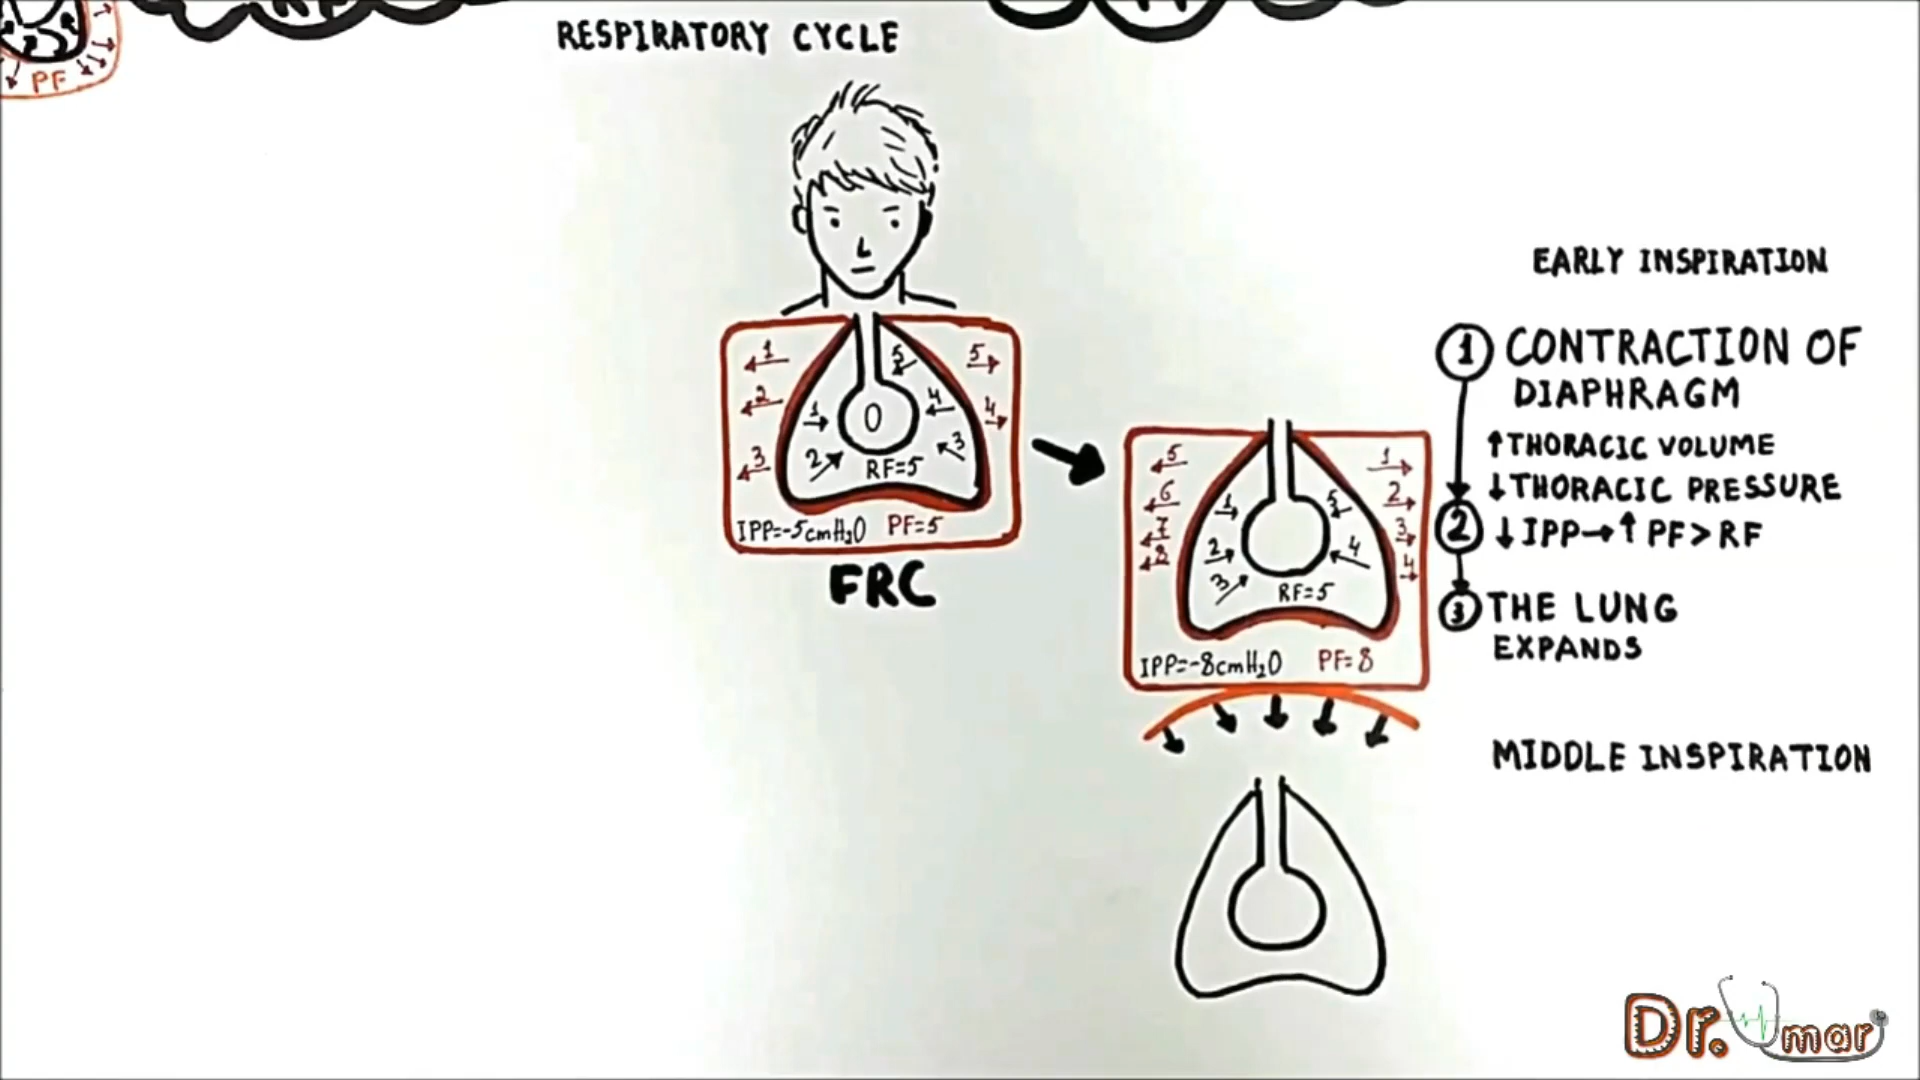 PF
RESPIRATORY CYCLE
1
2
3
5
4
1
2
5
4
3
0
RF=5
IPP=-5cmH₂O PF=5
FRC
5
6
7
8
1
2
3
4
1
2
3
5
4
RF=5
IPP=-8cmH₂O PF=8
EARLY INSPIRATION
1 CONTRACTION OF
DIAPHRAGM
↑THORACIC VOLUME
↓THORACIC PRESSURE
2 ↓IPP→↑PF>RF
3 THE LUNG
EXPANDS
MIDDLE INSPIRATION
Dr. Umar